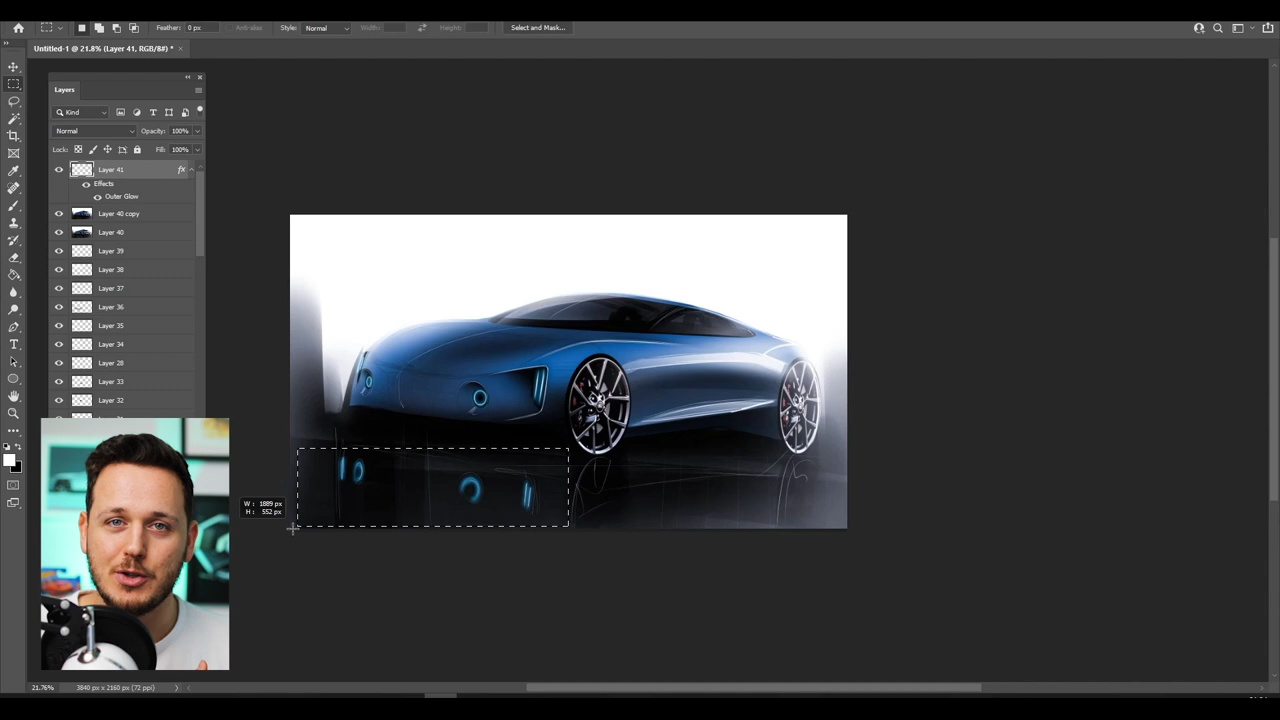 Feather: 0 px Anti-alias Style: Normal Width: Height: Select and Mask...
Untitled-1 @ 21.8% (Layer 41, RGB/8#) * ×
Layers
Kind
Normal Opacity: 100%
Lock: Fill: 100%
Layer 41 fx
Effects
Outer Glow
Layer 40 copy
Layer 40
Layer 39
Layer 38
Layer 37
Layer 36
Layer 35
Layer 34
Layer 28
Layer 33
Layer 32
W : 1889 px
H : 552 px
21.76% 3840 px x 2160 px (72 ppi)